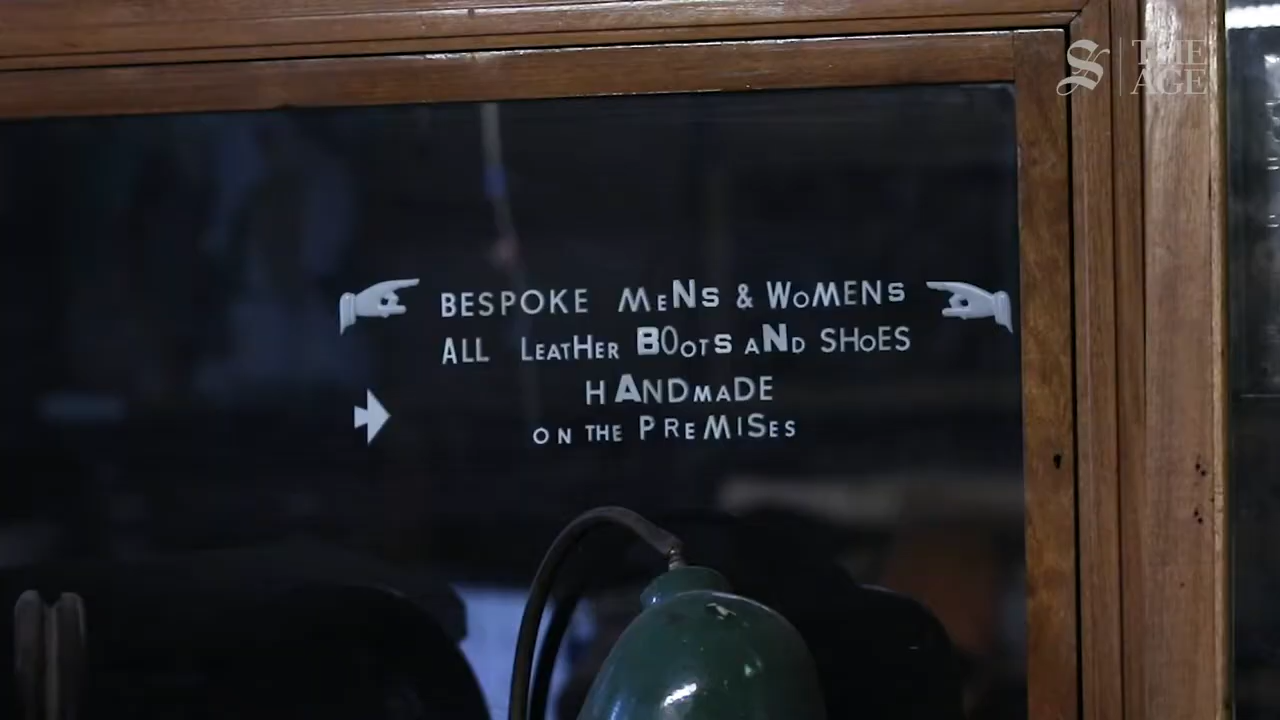 S | THE AGE
BESPOKE MeNs & WoMENs
ALL LeatHer BOots aNd SHoES
HANDmaDE
oN THE PReMISes